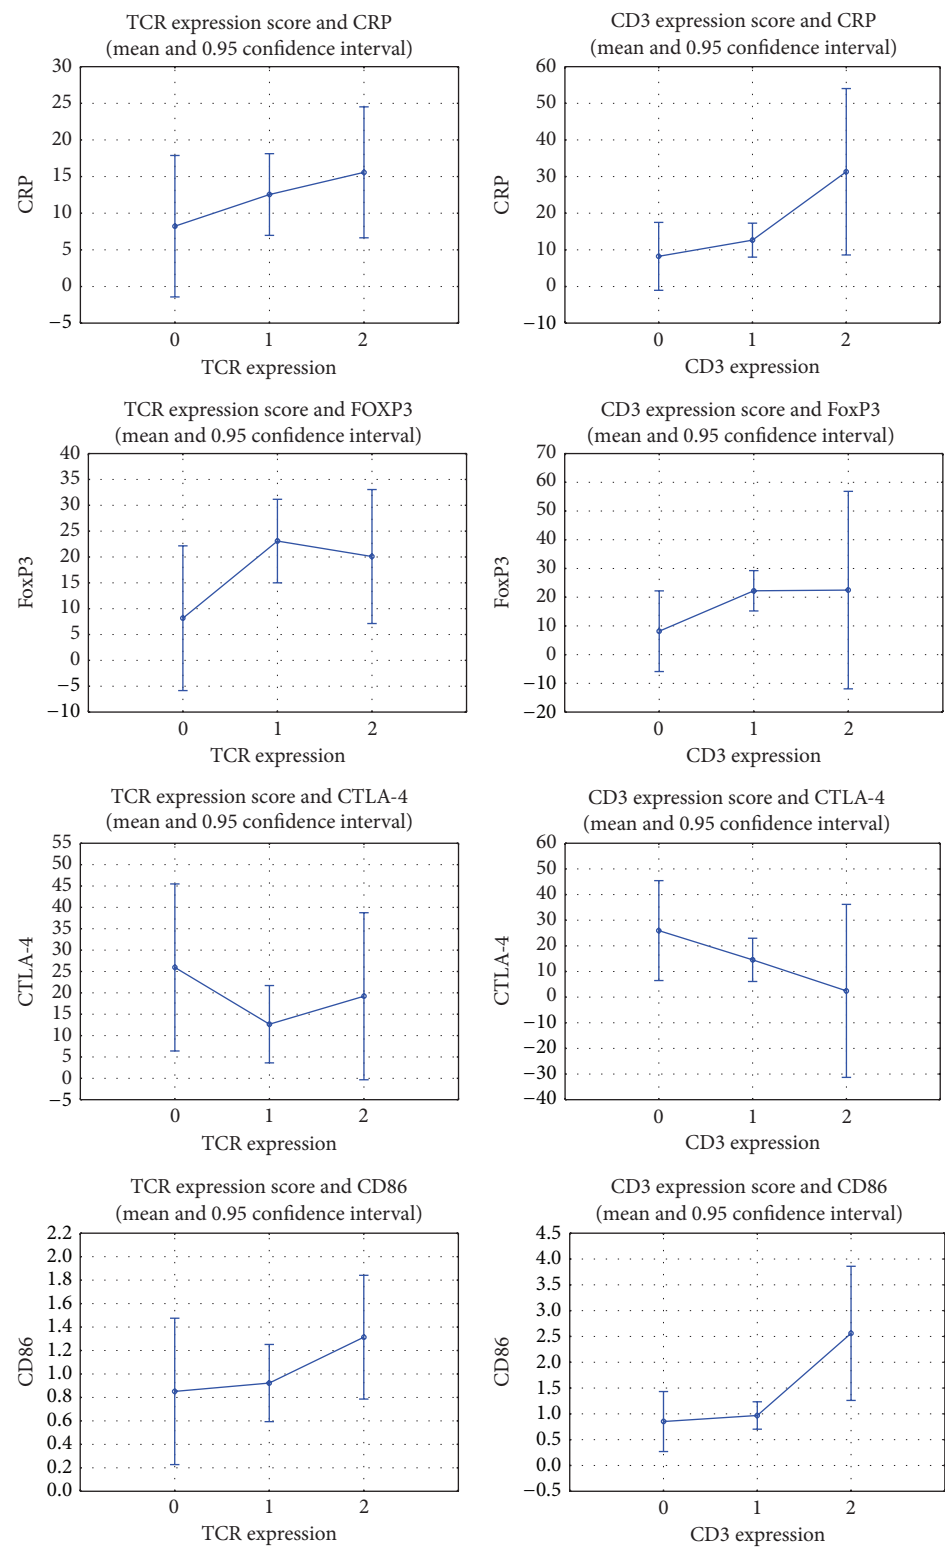 TCR expression score and CRP
(mean and 0.95 confidence interval)
30
25
20
15
10
5
0
−5
CRP
0 1 2
TCR expression
CD3 expression score and CRP
(mean and 0.95 confidence interval)
60
50
40
30
20
10
0
−10
CRP
0 1 2
CD3 expression
TCR expression score and FOXP3
(mean and 0.95 confidence interval)
40
35
30
25
20
15
10
5
0
−5
−10
FoxP3
0 1 2
TCR expression
CD3 expression score and FoxP3
(mean and 0.95 confidence interval)
70
60
50
40
30
20
10
0
−10
−20
FoxP3
0 1 2
CD3 expression
TCR expression score and CTLA-4
(mean and 0.95 confidence interval)
55
50
45
40
35
30
25
20
15
10
5
0
−5
CTLA-4
0 1 2
TCR expression
CD3 expression score and CTLA-4
(mean and 0.95 confidence interval)
60
50
40
30
20
10
0
−10
−20
−30
−40
CTLA-4
0 1 2
CD3 expression
TCR expression score and CD86
(mean and 0.95 confidence interval)
2.2
2.0
1.8
1.6
1.4
1.2
1.0
0.8
0.6
0.4
0.2
0.0
CD86
0 1 2
TCR expression
CD3 expression score and CD86
(mean and 0.95 confidence interval)
4.5
4.0
3.5
3.0
2.5
2.0
1.5
1.0
0.5
0.0
−0.5
CD86
0 1 2
CD3 expression